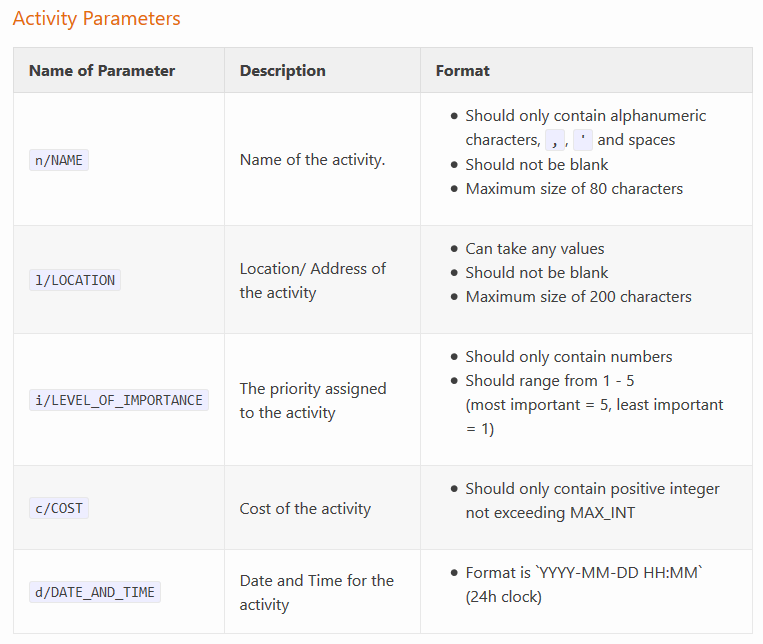 Activity Parameters
Name of Parameter Description Format
n/NAME
Name of the activity.
• Should only contain alphanumeric
characters, , , ' and spaces
• Should not be blank
• Maximum size of 80 characters
l/LOCATION
Location/ Address of
the activity
• Can take any values
• Should not be blank
• Maximum size of 200 characters
i/LEVEL_OF_IMPORTANCE
The priority assigned
to the activity
• Should only contain numbers
• Should range from 1 - 5
(most important = 5, least important
= 1)
c/COST
Cost of the activity
• Should only contain positive integer
not exceeding MAX_INT
d/DATE_AND_TIME
Date and Time for the
activity
• Format is `YYYY-MM-DD HH:MM`
(24h clock)